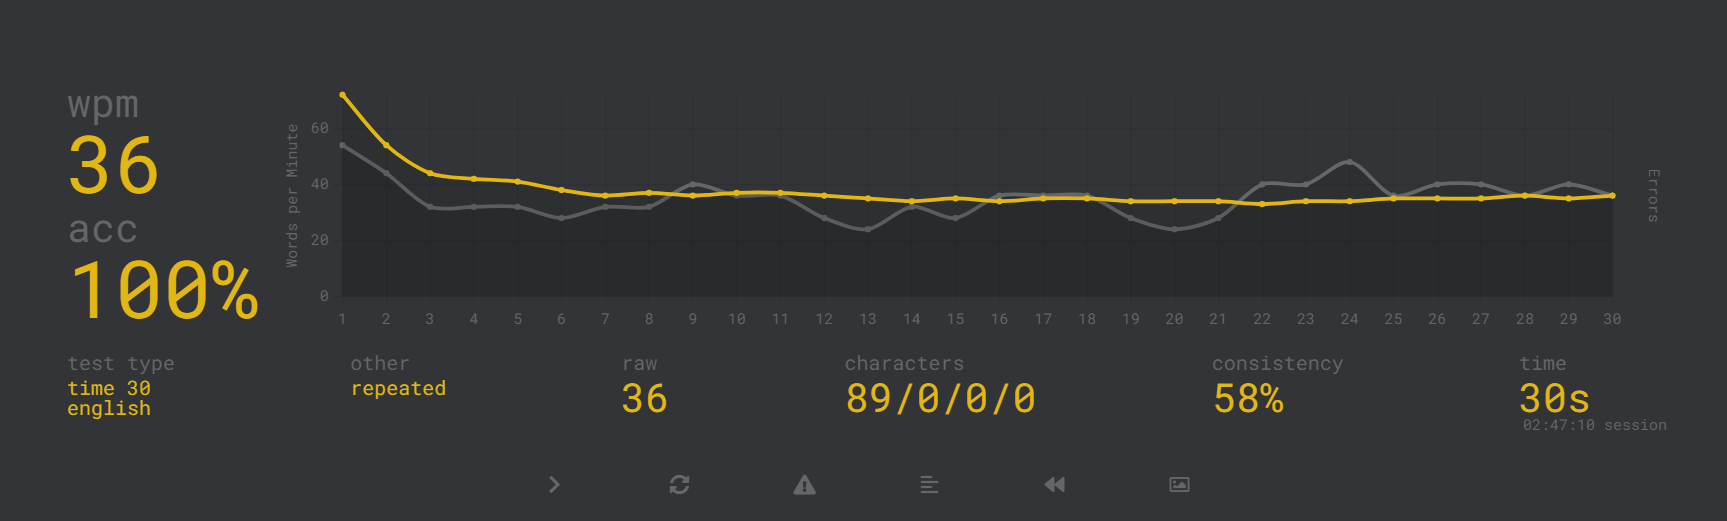 wpm
36
acc
100%
Words per Minute
60
40
20
0
1 2 3 4 5 6 7 8 9 10 11 12 13 14 15 16 17 18 19 20 21 22 23 24 25 26 27 28 29 30
Errors
test type
time 30
english
other
repeated
raw
36
characters
89/0/0/0
consistency
58%
time
30s
02:47:10 session